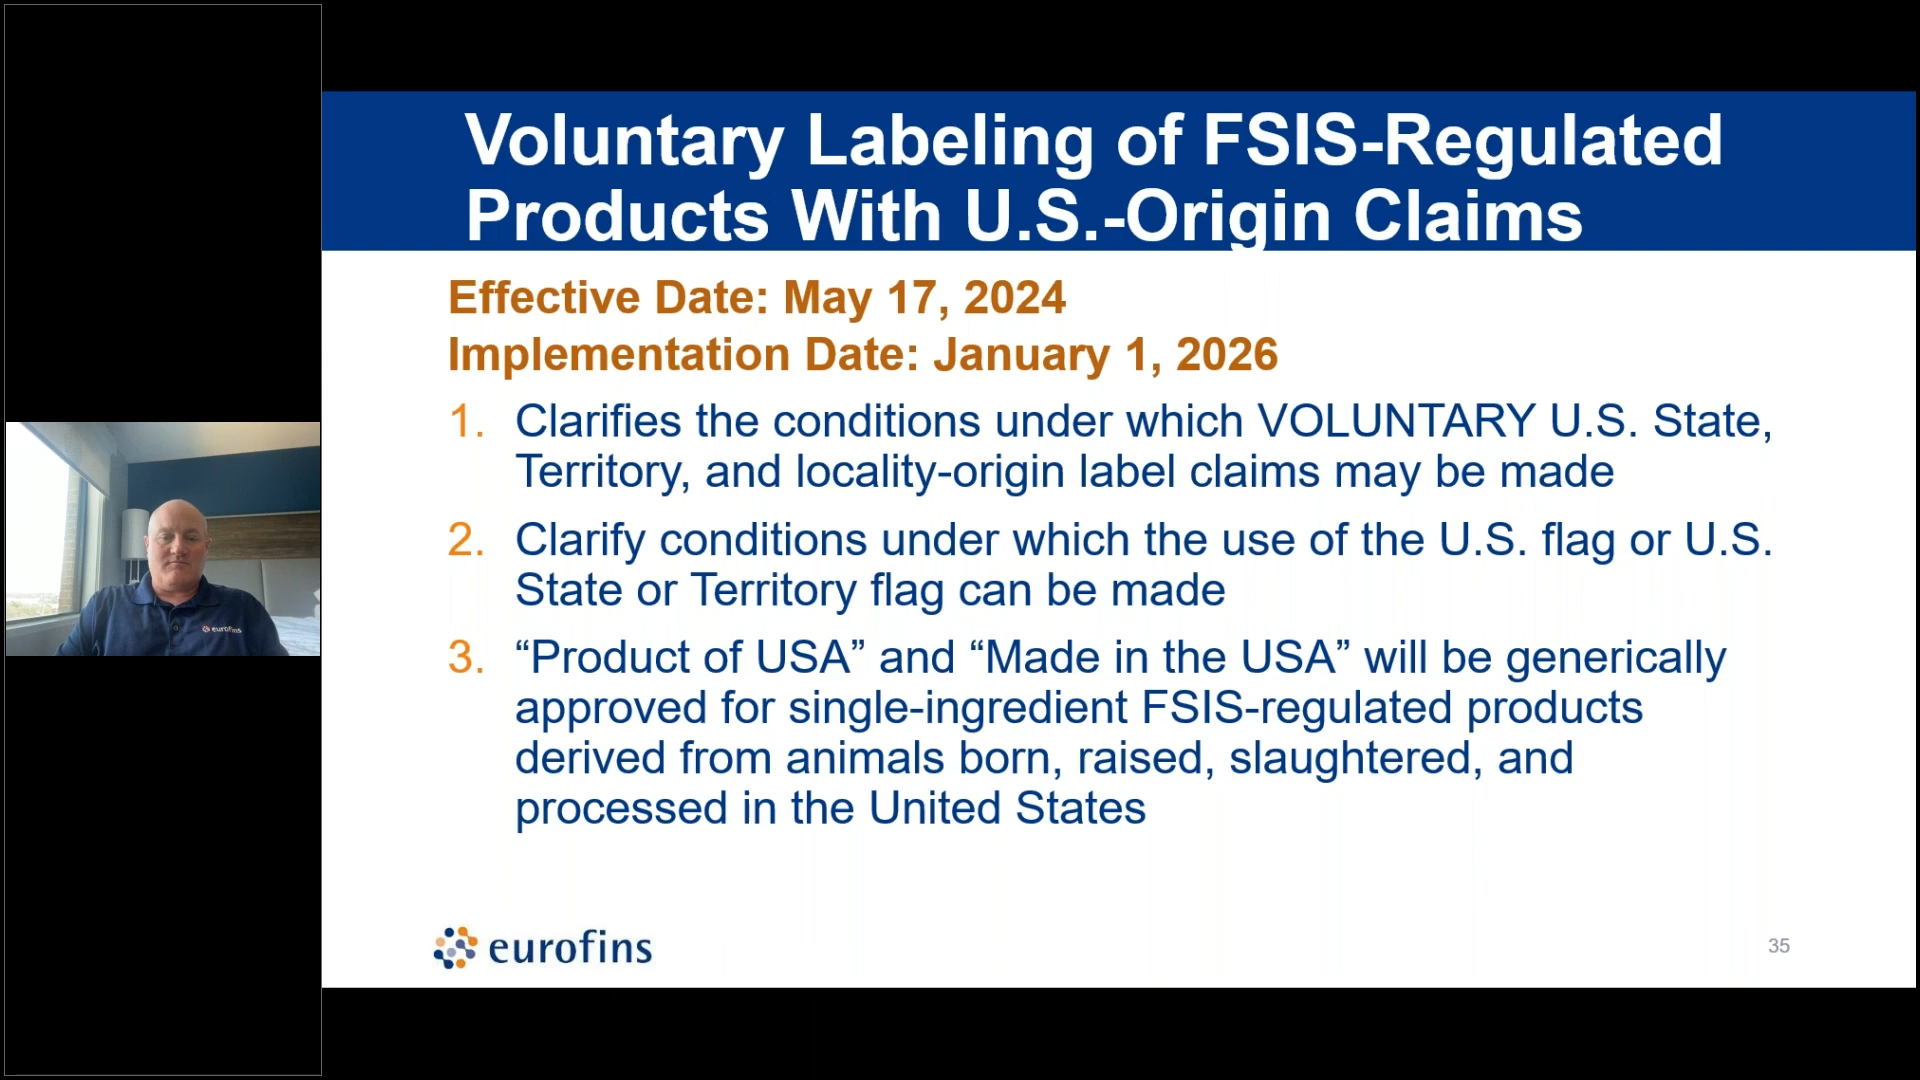 Voluntary Labeling of FSIS-Regulated
Products With U.S.-Origin Claims
Effective Date: May 17, 2024
Implementation Date: January 1, 2026
1. Clarifies the conditions under which VOLUNTARY U.S. State,
Territory, and locality-origin label claims may be made
2. Clarify conditions under which the use of the U.S. flag or U.S.
State or Territory flag can be made
3. “Product of USA” and “Made in the USA” will be generically
approved for single-ingredient FSIS-regulated products
derived from animals born, raised, slaughtered, and
processed in the United States
eurofins
eurofins
35